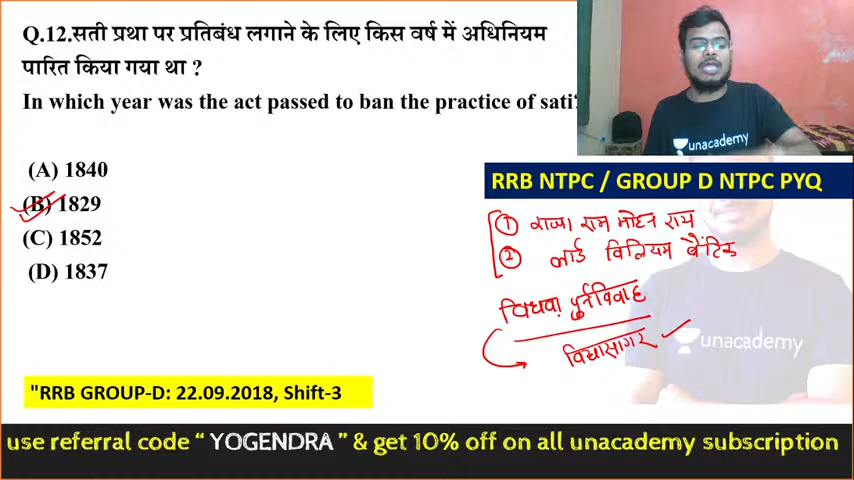 Q.12.सती प्रथा पर प्रतिबंध लगाने के लिए किस वर्ष में अधिनियम
पारित किया गया था ?
In which year was the act passed to ban the practice of sati?
(A) 1840
(B) 1829
(C) 1852
(D) 1837
unacademy
RRB NTPC / GROUP D NTPC PYQ
① राजा राम मोहन राय
② लार्ड विलियम बैंटिक
विधवा पुर्नविवाह
विद्यासागर
unacademy
"RRB GROUP-D: 22.09.2018, Shift-3
use referral code “ YOGENDRA ” & get 10% off on all unacademy subscription